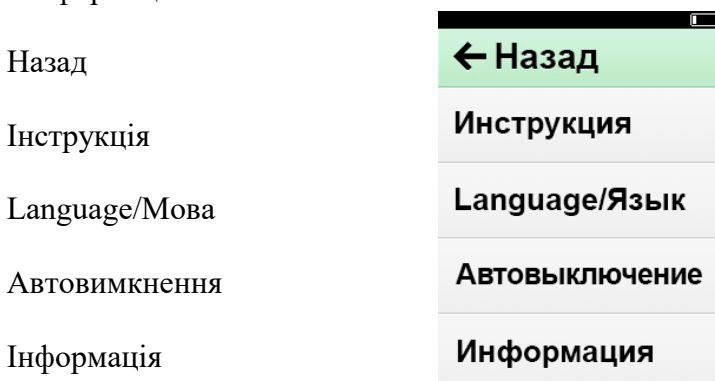 Назад
Інструкція
Language/Мова
Автовимкнення
Інформація
← Назад
Инструкция
Language/Язык
Автовыключение
Информация